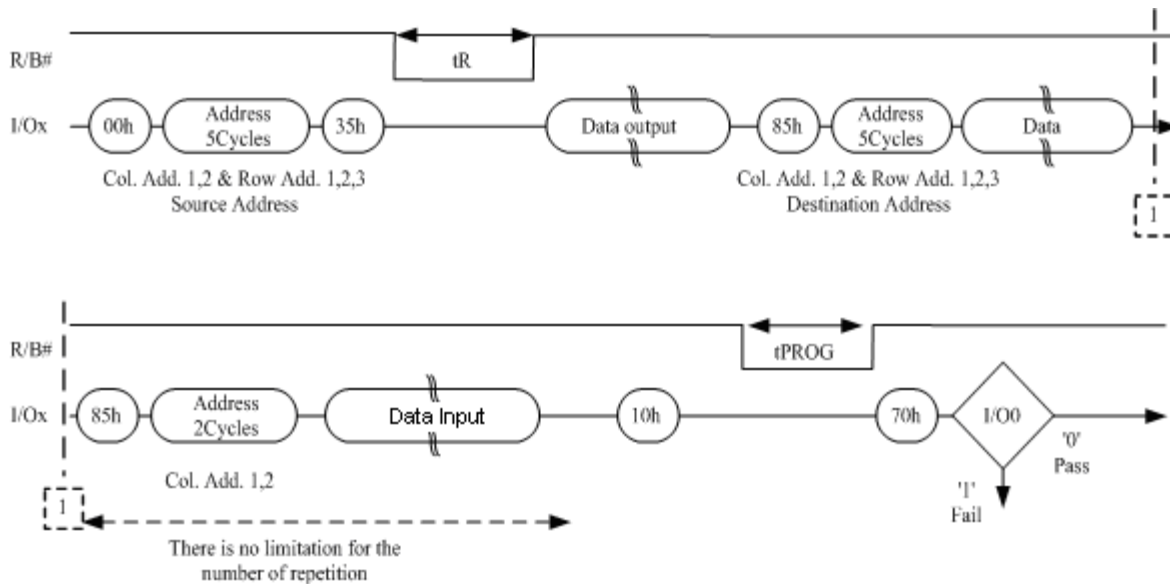 R/B#
tR
I/Ox
00h
Address
5Cycles
35h
Data output
85h
Address
5Cycles
Data
Col. Add. 1,2 & Row Add. 1,2,3
Source Address
Col. Add. 1,2 & Row Add. 1,2,3
Destination Address
1
R/B#
tPROG
I/Ox
85h
Address
2Cycles
Data Input
10h
70h
I/O0
'0'
Pass
'1'
Fail
Col. Add. 1,2
1
There is no limitation for the
number of repetition